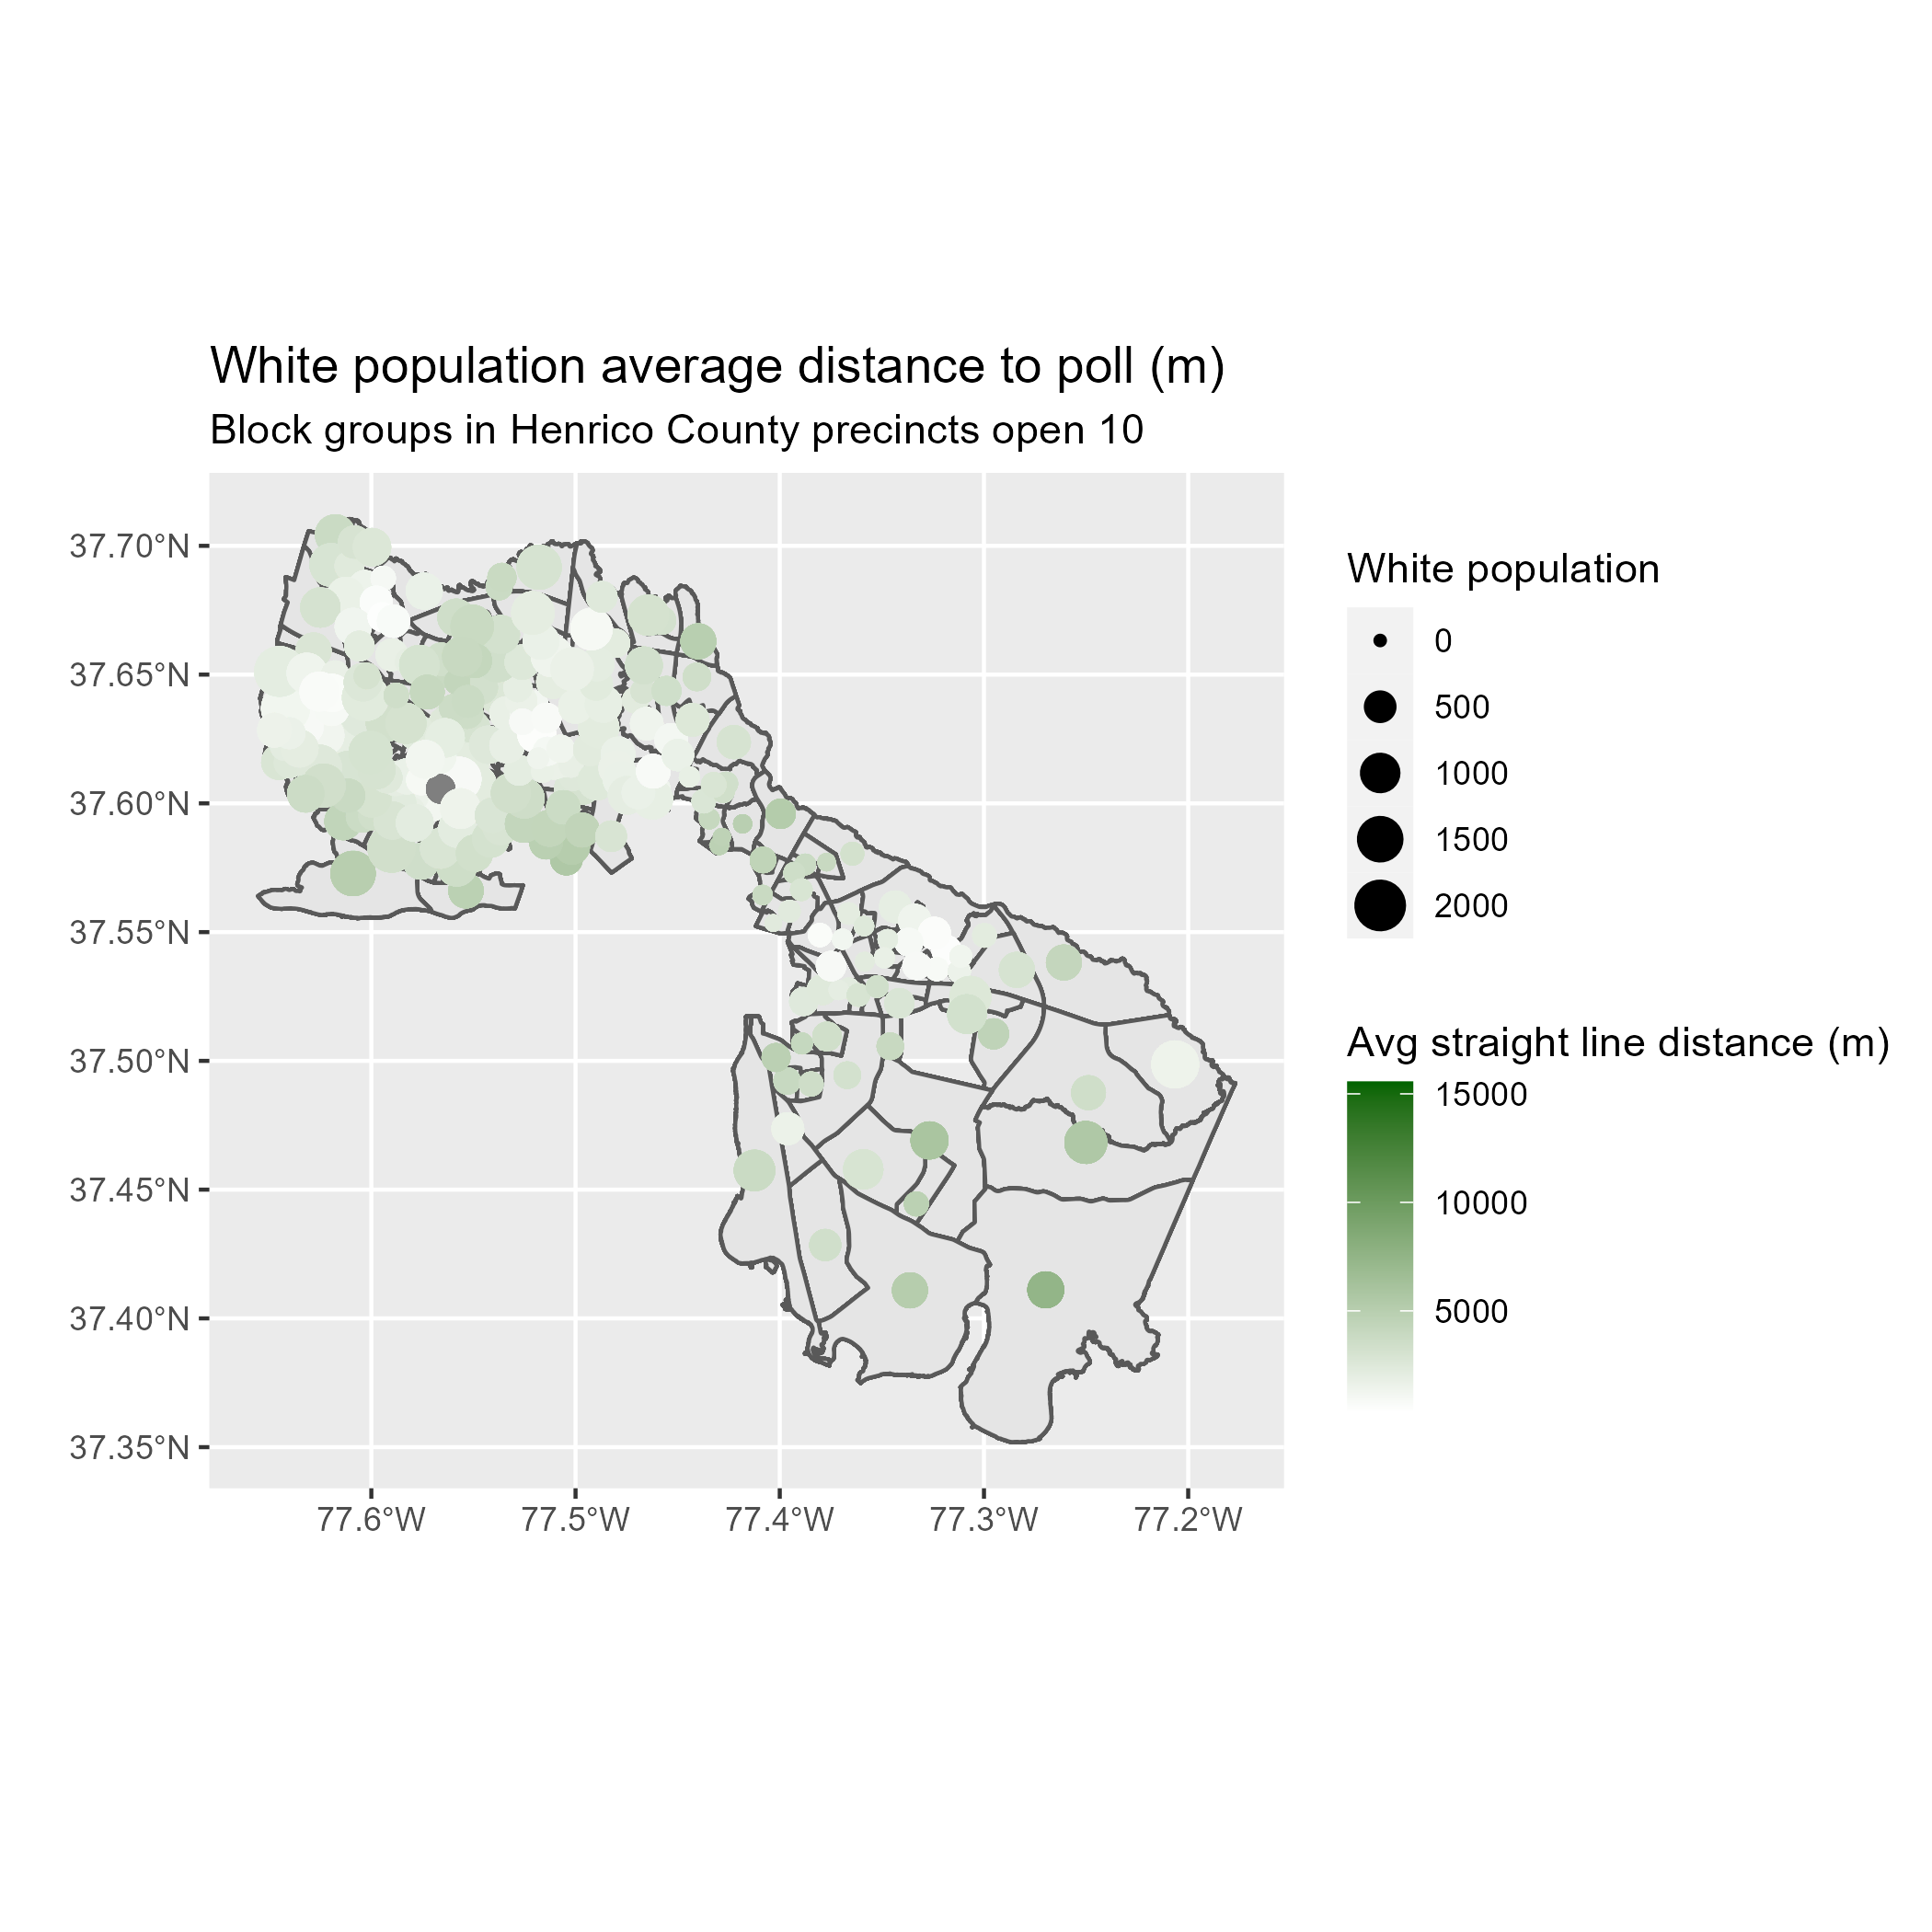 White population average distance to poll (m)
Block groups in Henrico County precincts open 10
37.70°N
37.65°N
37.60°N
37.55°N
37.50°N
37.45°N
37.40°N
37.35°N
77.6°W
77.5°W
77.4°W
77.3°W
77.2°W
White population
0
500
1000
1500
2000
Avg straight line distance (m)
15000
10000
5000